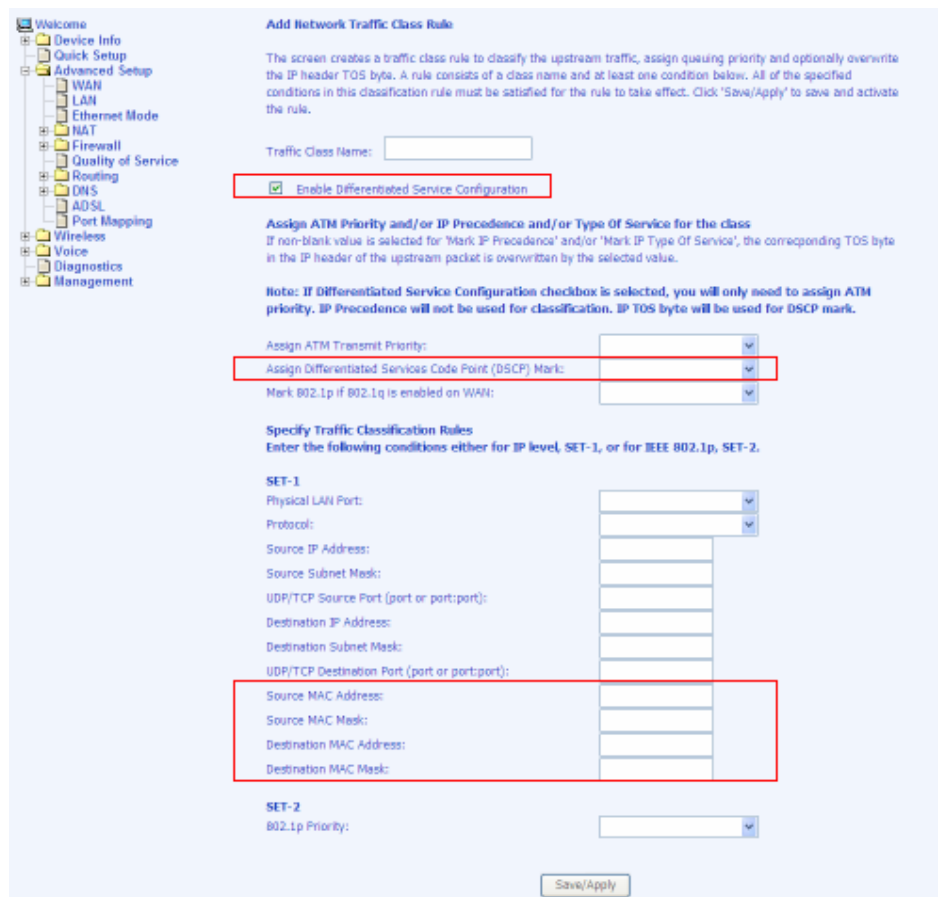 Welcome
Device Info
Quick Setup
Advanced Setup
WAN
LAN
Ethernet Mode
NAT
Firewall
Quality of Service
Routing
DNS
ADSL
Port Mapping
Wireless
Voice
Diagnostics
Management
Add Network Traffic Class Rule
The screen creates a traffic class rule to classify the upstream traffic, assign queuing priority and optionally overwrite
the IP header TOS byte. A rule consists of a class name and at least one condition below. All of the specified
conditions in this classification rule must be satisfied for the rule to take effect. Click 'Save/Apply' to save and activate
the rule.
Traffic Class Name:
Enable Differentiated Service Configuration
Assign ATM Priority and/or IP Precedence and/or Type Of Service for the class
If non-blank value is selected for 'Mark IP Precedence' and/or 'Mark IP Type Of Service', the corresponding TOS byte
in the IP header of the upstream packet is overwritten by the selected value.
Note: If Differentiated Service Configuration checkbox is selected, you will only need to assign ATM
priority. IP Precedence will not be used for classification. IP TOS byte will be used for DSCP mark.
Assign ATM Transmit Priority:
Assign Differentiated Services Code Point (DSCP) Mark:
Mark 802.1p if 802.1q is enabled on WAN:
Specify Traffic Classification Rules
Enter the following conditions either for IP level, SET-1, or for IEEE 802.1p, SET-2.
SET-1
Physical LAN Port:
Protocol:
Source IP Address:
Source Subnet Mask:
UDP/TCP Source Port (port or port:port):
Destination IP Address:
Destination Subnet Mask:
UDP/TCP Destination Port (port or port:port):
Source MAC Address:
Source MAC Mask:
Destination MAC Address:
Destination MAC Mask:
SET-2
802.1p Priority:
Save/Apply